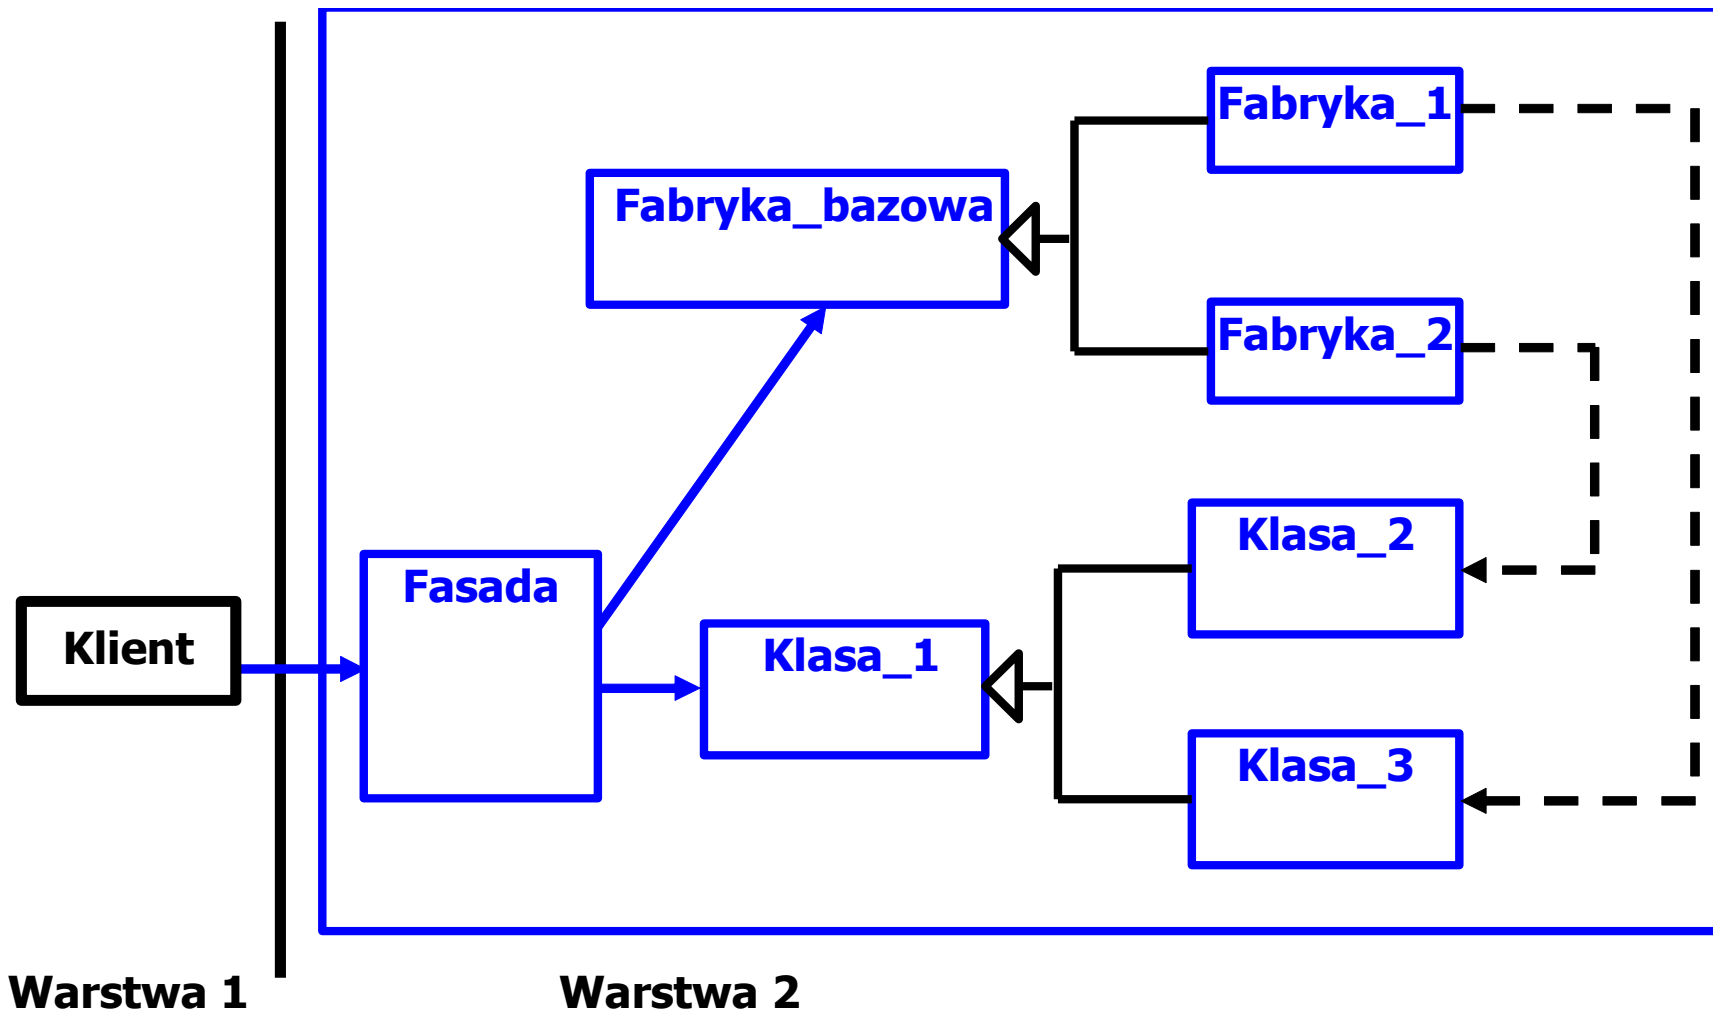 Fabryka_1
Fabryka_bazowa
Fabryka_2
Klasa_2
Fasada
Klient
Klasa_1
Klasa_3
Warstwa 1
Warstwa 2